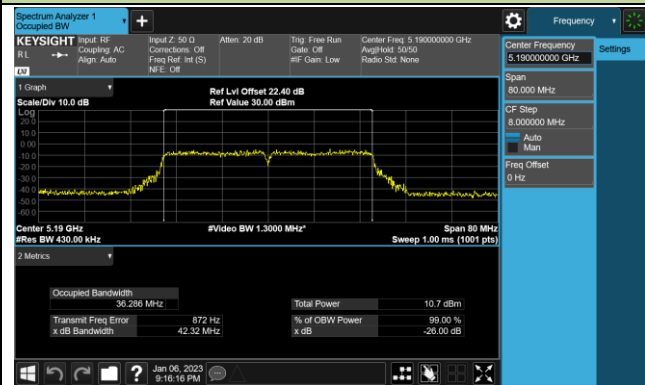 Spectrum Analyzer 1
Occupied BW
Frequency
KEYSIGHT
RL
LXI
Input: RF
Coupling: AC
Align: Auto
Input Z: 50 Ω
Corrections: Off
Freq Ref: Int (S)
NFE: Off
Atten: 20 dB
Trig: Free Run
Gate: Off
#IF Gain: Low
Center Freq: 5.190000000 GHz
Avg|Hold: 50/50
Radio Std: None
Center Frequency
5.190000000 GHz
Settings
Span
80.000 MHz
CF Step
8.000000 MHz
Auto
Man
Freq Offset
0 Hz
1 Graph
Scale/Div 10.0 dB
Ref Lvl Offset 22.40 dB
Ref Value 30.00 dBm
Log
20.0
10.0
0.00
-10.0
-20.0
-30.0
-40.0
-50.0
-60.0
Center 5.19 GHz
#Video BW 1.3000 MHz*
Span 80 MHz
#Res BW 430.00 kHz
Sweep 1.00 ms (1001 pts)
2 Metrics
Occupied Bandwidth
36.286 MHz
Total Power 10.7 dBm
Transmit Freq Error 872 Hz
% of OBW Power 99.00 %
x dB Bandwidth 42.32 MHz
x dB -26.00 dB
?
Jan 06, 2023
9:16:16 PM